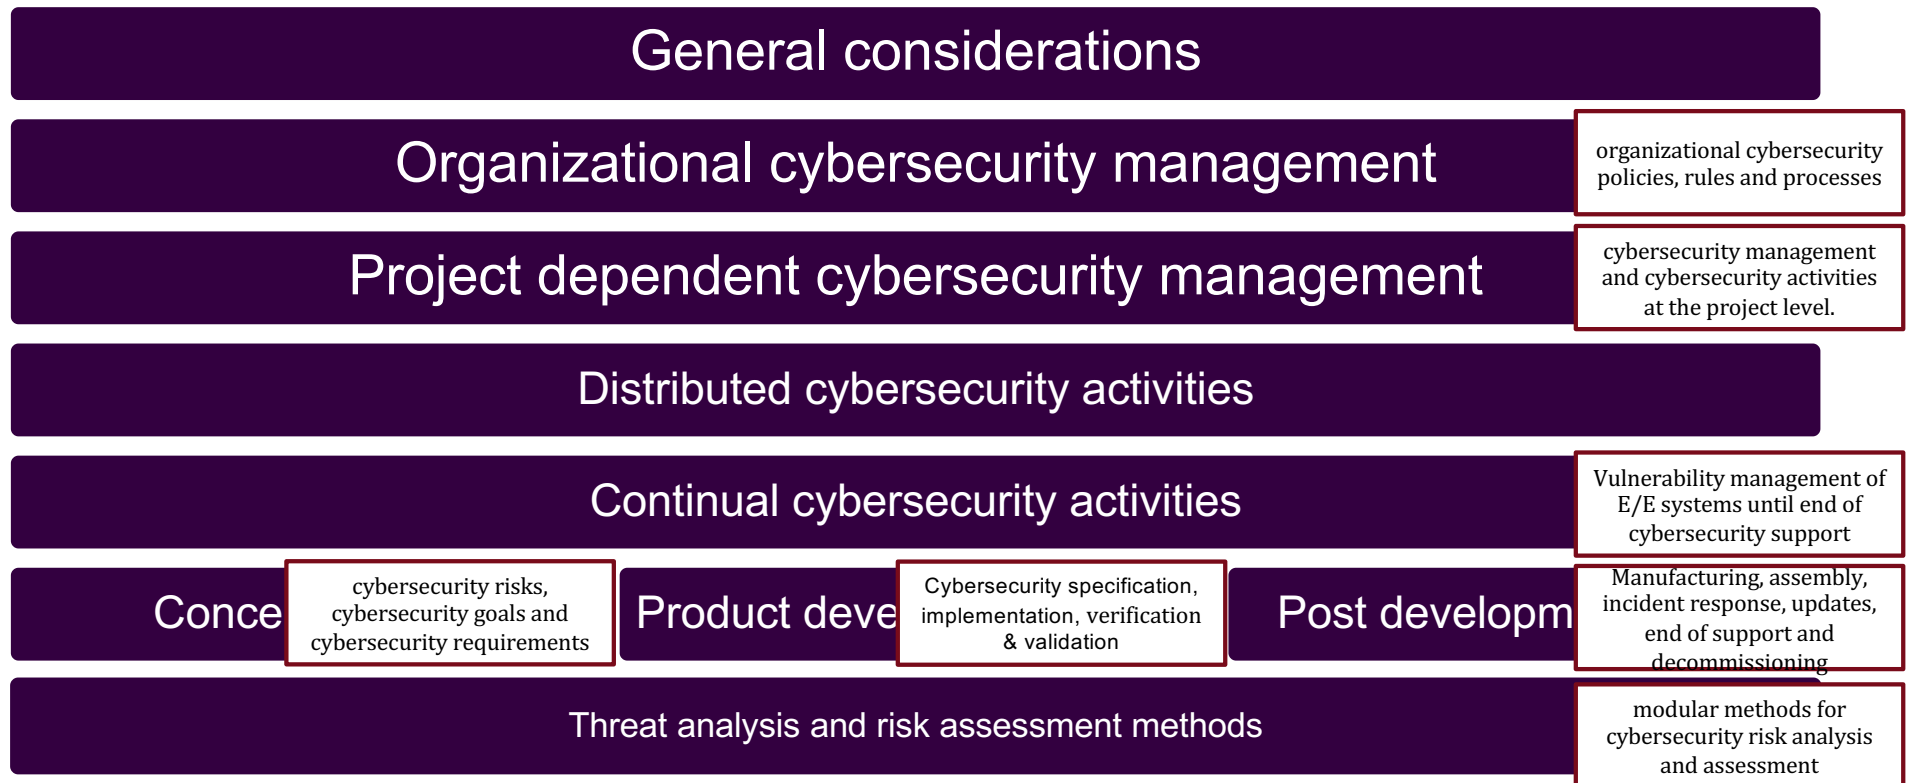 General considerations
Organizational cybersecurity management
organizational cybersecurity
policies, rules and processes
Project dependent cybersecurity management
cybersecurity management
and cybersecurity activities
at the project level.
Distributed cybersecurity activities
Continual cybersecurity activities
Vulnerability management of
E/E systems until end of
cybersecurity support
Conce
cybersecurity risks,
cybersecurity goals and
cybersecurity requirements
Product deve
Cybersecurity specification,
implementation, verification
& validation
Post developm
Manufacturing, assembly,
incident response, updates,
end of support and
decommissioning
Threat analysis and risk assessment methods
modular methods for
cybersecurity risk analysis
and assessment